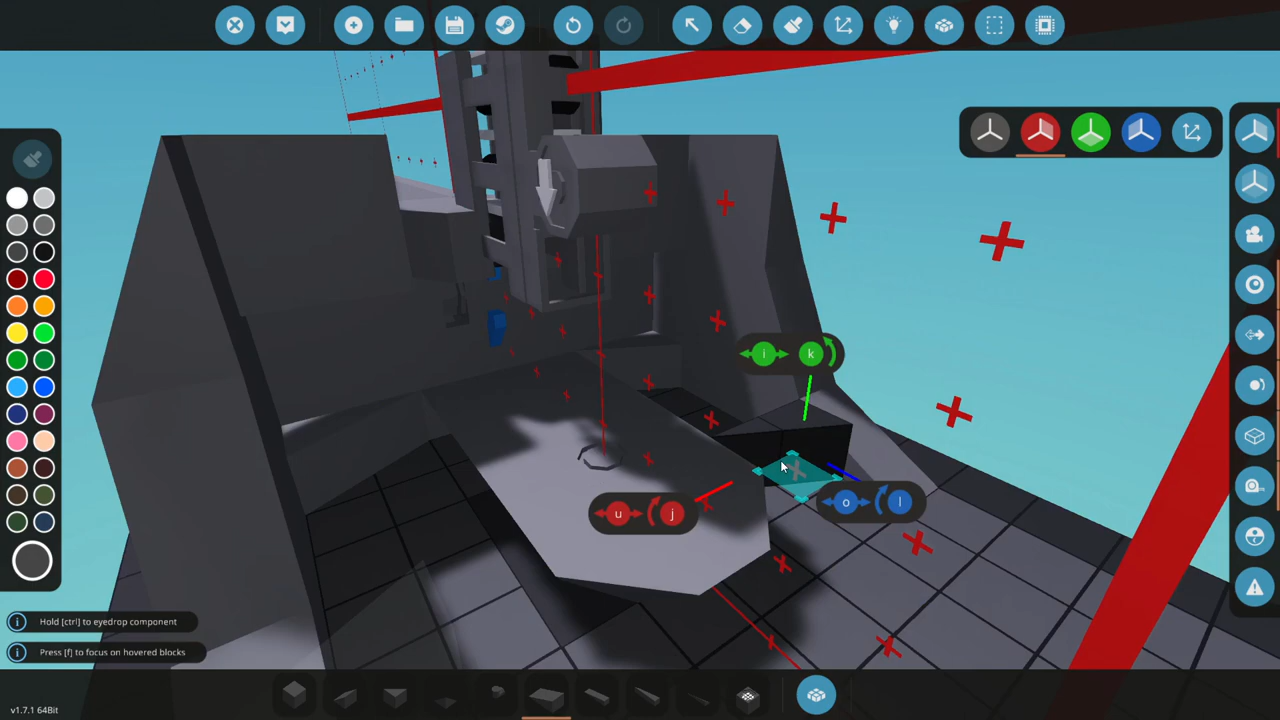 i k
u j
o l
Hold [ctrl] to eyedrop component
Press [f] to focus on hovered blocks
v1.7.1 64Bit